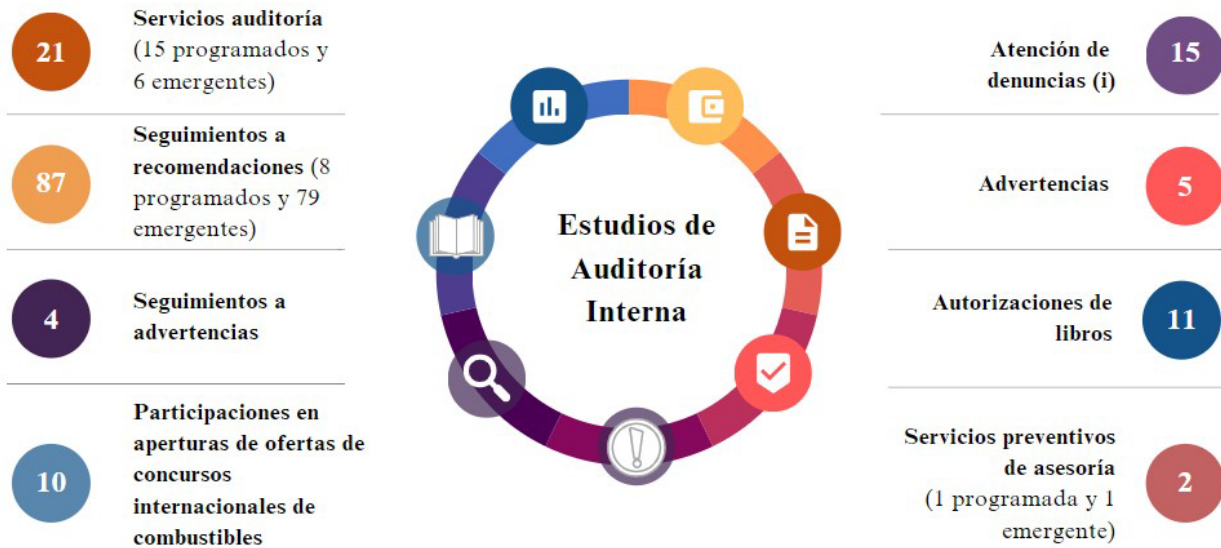 21
Servicios auditoría
(15 programados y
6 emergentes)
87
Seguimientos a
recomendaciones (8
programados y 79
emergentes)
4
Seguimientos a
advertencias
10
Participaciones en
aperturas de ofertas de
concursos
internacionales de
combustibles
Estudios de
Auditoría
Interna
Atención de
denuncias (i)
15
Advertencias
5
Autorizaciones de
libros
11
Servicios preventivos
de asesoría
(1 programada y 1
emergente)
2